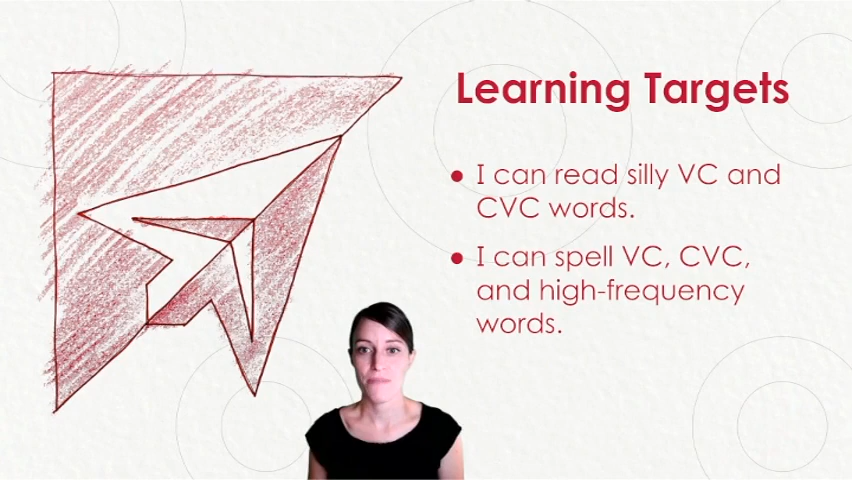 Learning Targets
● I can read silly VC and
CVC words.
● I can spell VC, CVC,
and high-frequency
words.